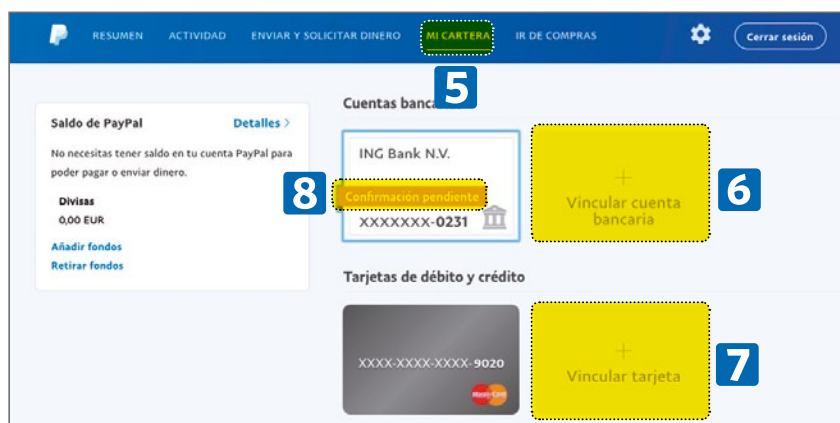 RESUMEN ACTIVIDAD ENVIAR Y SOLICITAR DINERO MI CARTERA IR DE COMPRAS Cerrar sesión
5
Saldo de PayPal Detalles >
No necesitas tener saldo en tu cuenta PayPal para
poder pagar o enviar dinero.
Divisas
0,00 EUR
Añadir fondos
Retirar fondos
Cuentas banca
ING Bank N.V.
8 Confirmación pendiente
XXXXXXX-0231
+
Vincular cuenta
bancaria
6
Tarjetas de débito y crédito
XXXX-XXXX-XXXX-9020
MasterCard
+
Vincular tarjeta
7